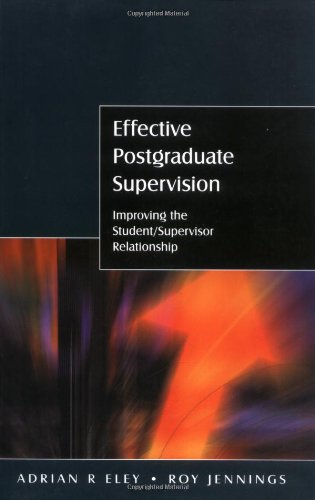 Effective
Postgraduate
Supervision
Improving the
Student/Supervisor
Relationship
ADRIAN R ELEY • ROY JENNINGS